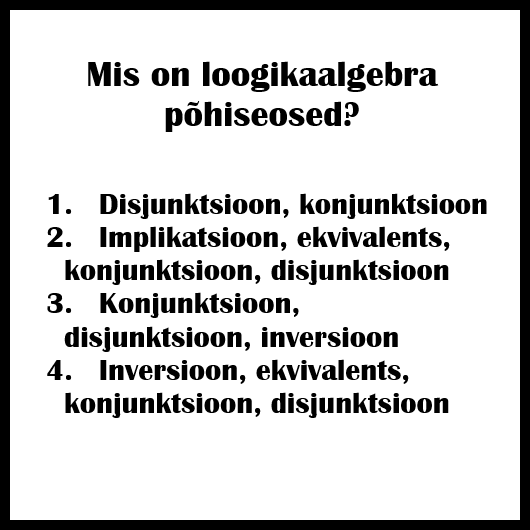 Mis on loogikaalgebra
põhiseosed?
1. Disjunktsioon, konjunktsioon
2. Implikatsioon, ekvivalents,
konjunktsioon, disjunktsioon
3. Konjunktsioon,
disjunktsioon, inversioon
4. Inversioon, ekvivalents,
konjunktsioon, disjunktsioon